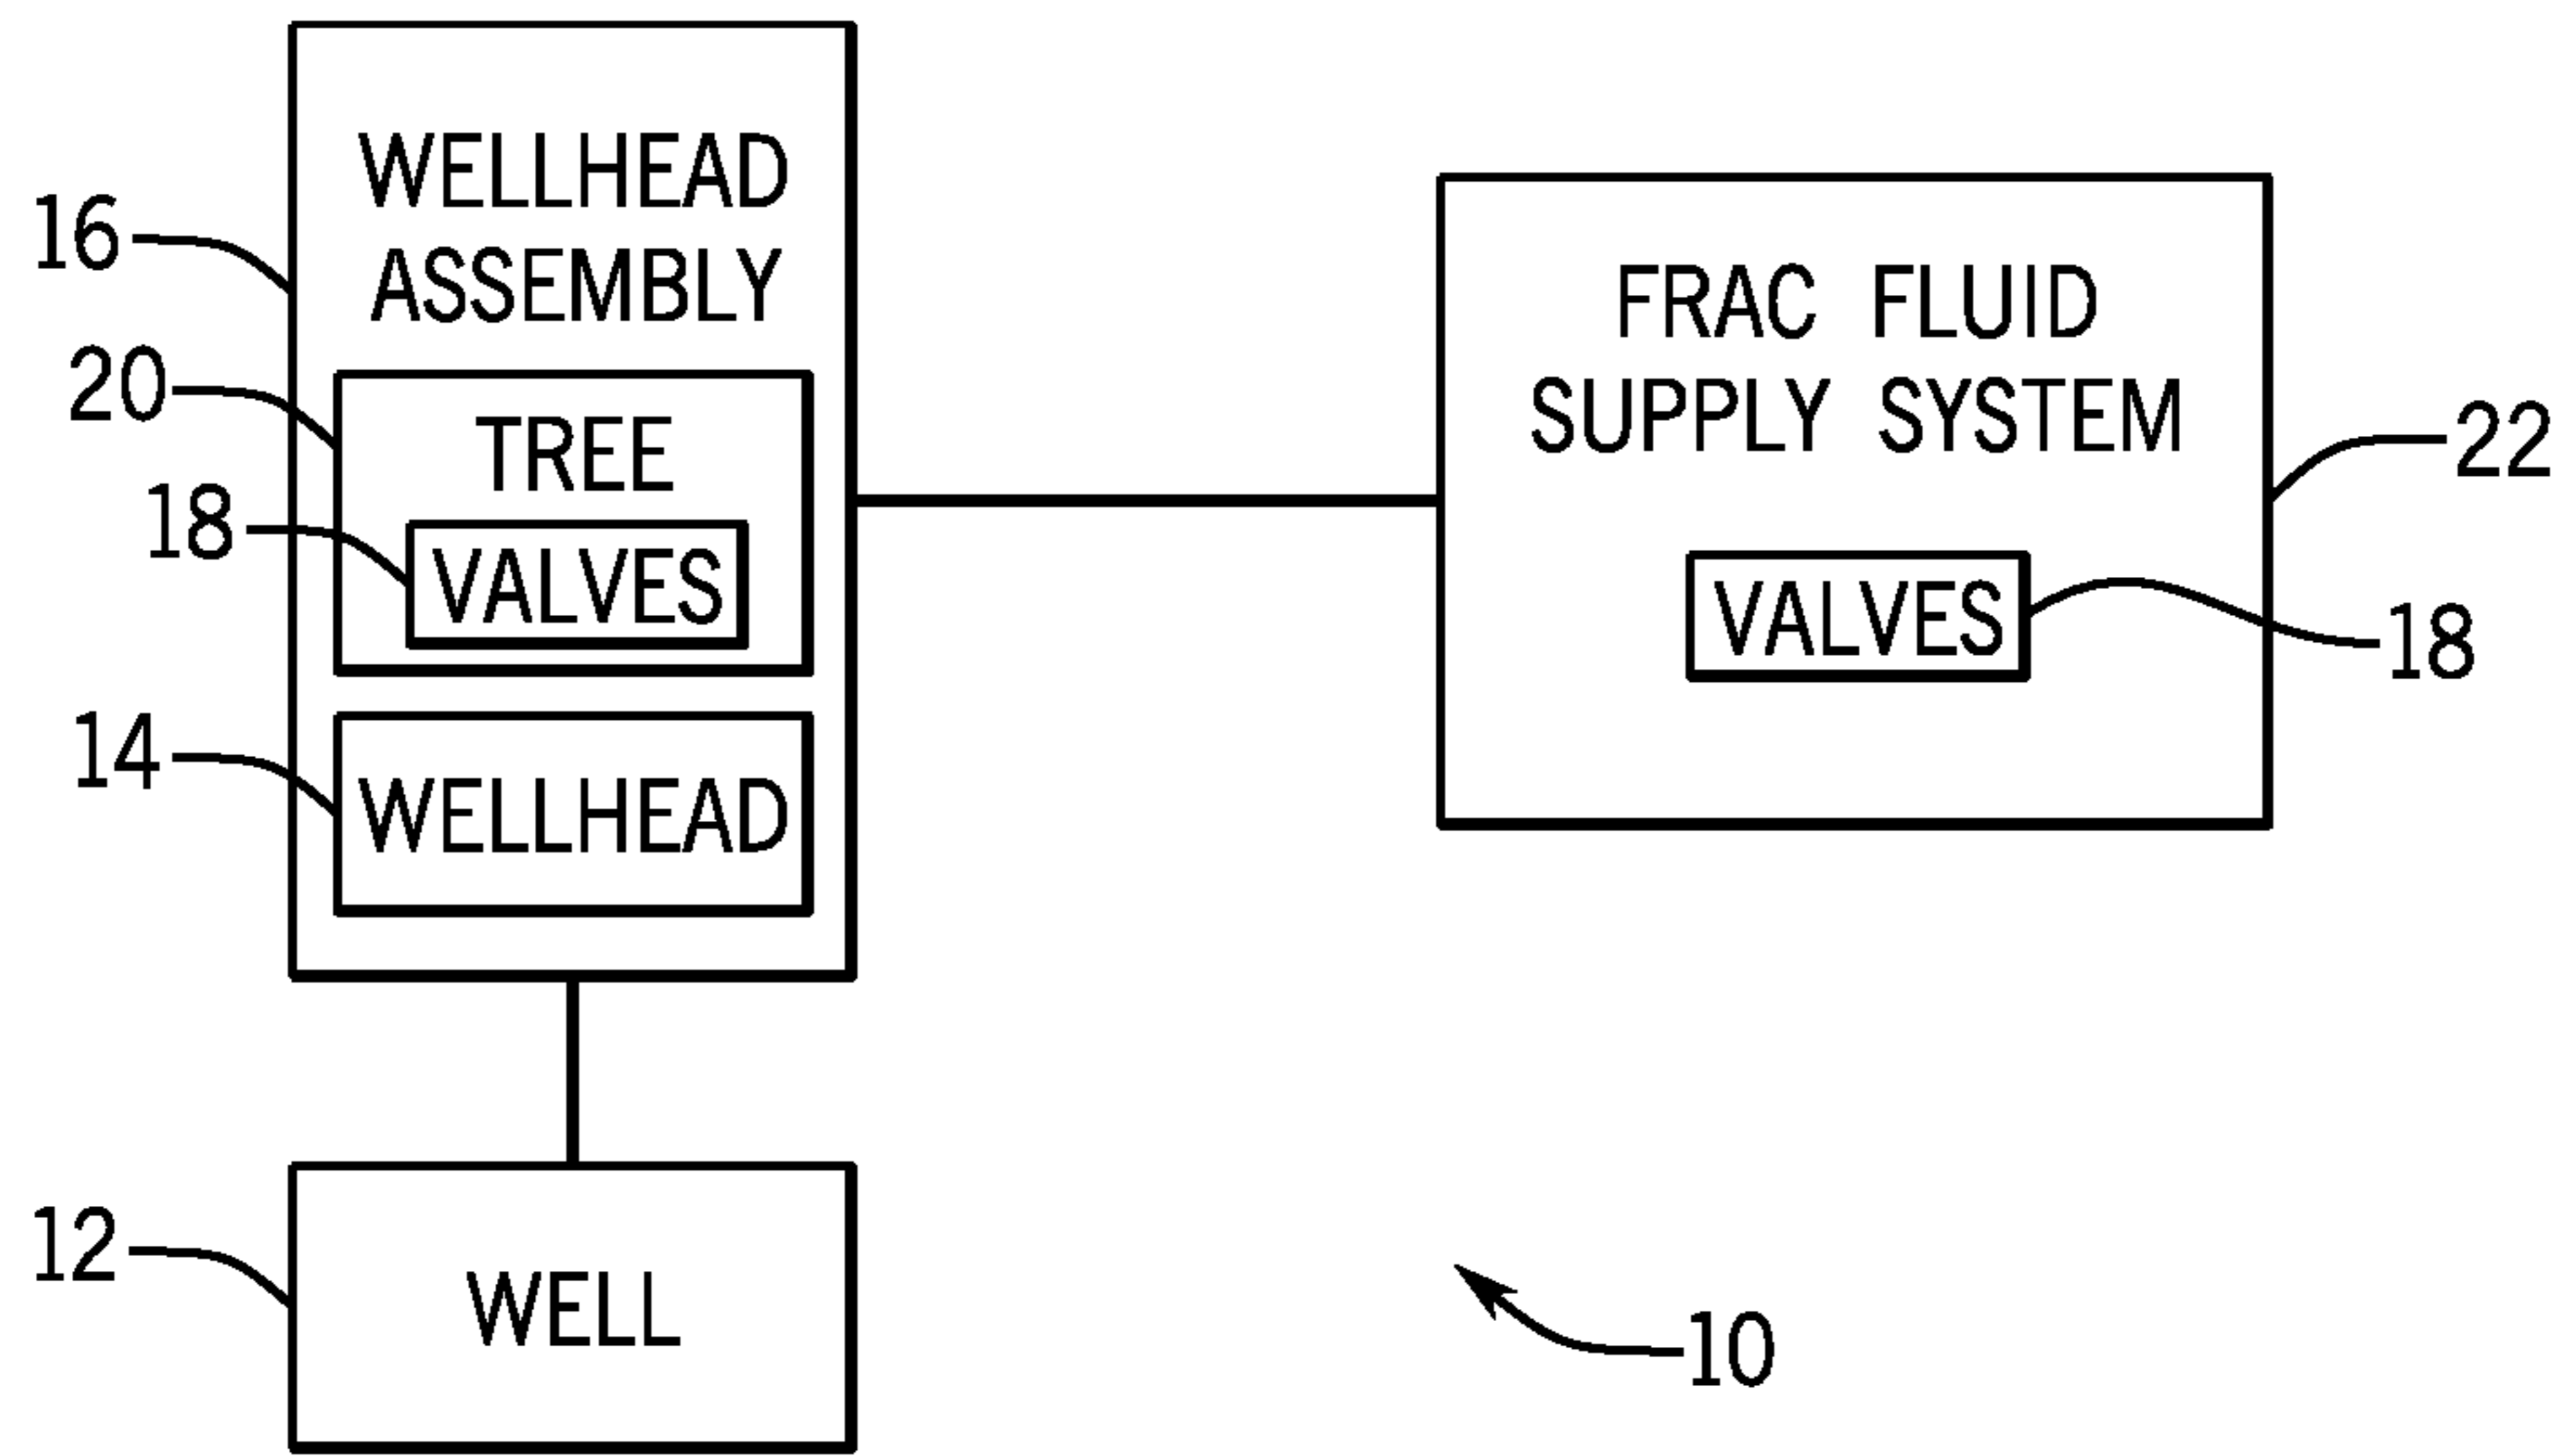 WELLHEAD
ASSEMBLY
16
20
TREE
18
VALVES
14
WELLHEAD
FRAC FLUID
SUPPLY SYSTEM
22
VALVES
18
12
WELL
10